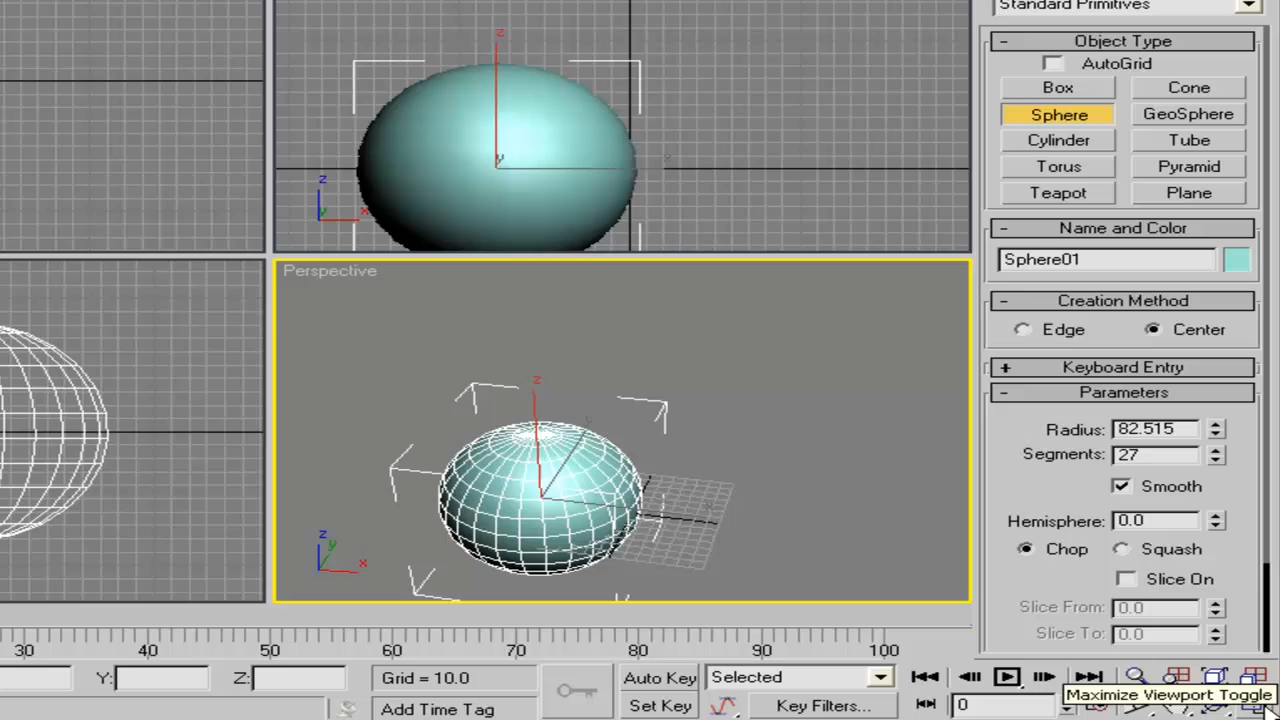 Standard Primitives
- Object Type
AutoGrid
Box Cone
Sphere GeoSphere
Cylinder Tube
Torus Pyramid
Teapot Plane
- Name and Color
Sphere01
- Creation Method
Edge Center
+ Keyboard Entry
- Parameters
Radius: 82.515
Segments: 27
Smooth
Hemisphere: 0.0
Chop Squash
Slice On
Slice From: 0.0
Slice To: 0.0
z
y
x
z
y
x
Perspective
z
y
x
z
y
x
30 40 50 60 70 80 90 100
Y: Z: Grid = 10.0 Auto Key Selected
Maximize Viewport Toggle
Add Time Tag Set Key Key Filters... 0